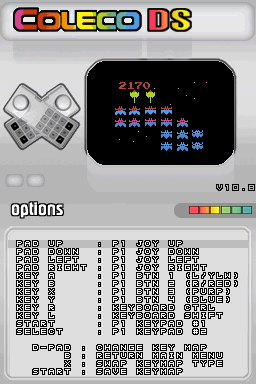 COLECO DS
2170
V10.8
options
PAD UP : P1 JOY UP
PAD DOWN : P1 JOY DOWN
PAD LEFT : P1 JOY LEFT
PAD RIGHT : P1 JOY RIGHT
KEY A : P1 BTN 1 (L/YLW)
KEY B : P1 BTN 2 (R/RED)
KEY X : P1 BTN 3 (PURP)
KEY Y : P1 BTN 4 (BLUE)
KEY R : KEYBOARD CTRL
KEY L : KEYBOARD SHIFT
START : P1 KEYPAD #1
SELECT : P1 KEYPAD #2
D-PAD : CHANGE KEY MAP
B : RETURN MAIN MENU
X : SWAP KEYMAP TYPE
START : SAVE KEYMAP